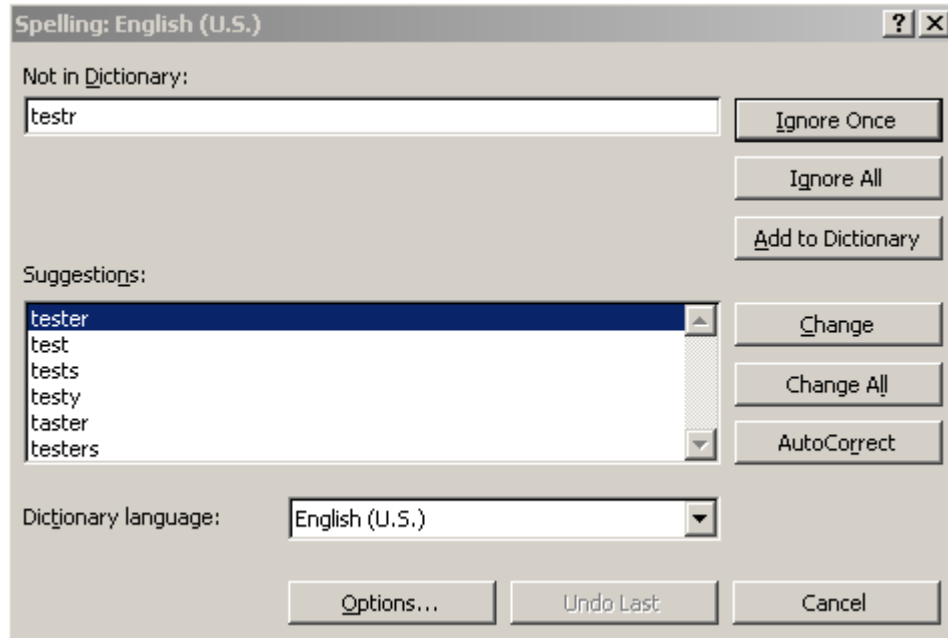 Spelling: English (U.S.)
Not in Dictionary:
testr
Ignore Once
Ignore All
Add to Dictionary
Suggestions:
tester
test
tests
testy
taster
testers
Change
Change All
AutoCorrect
Dictionary language:
English (U.S.)
Options...
Undo Last
Cancel